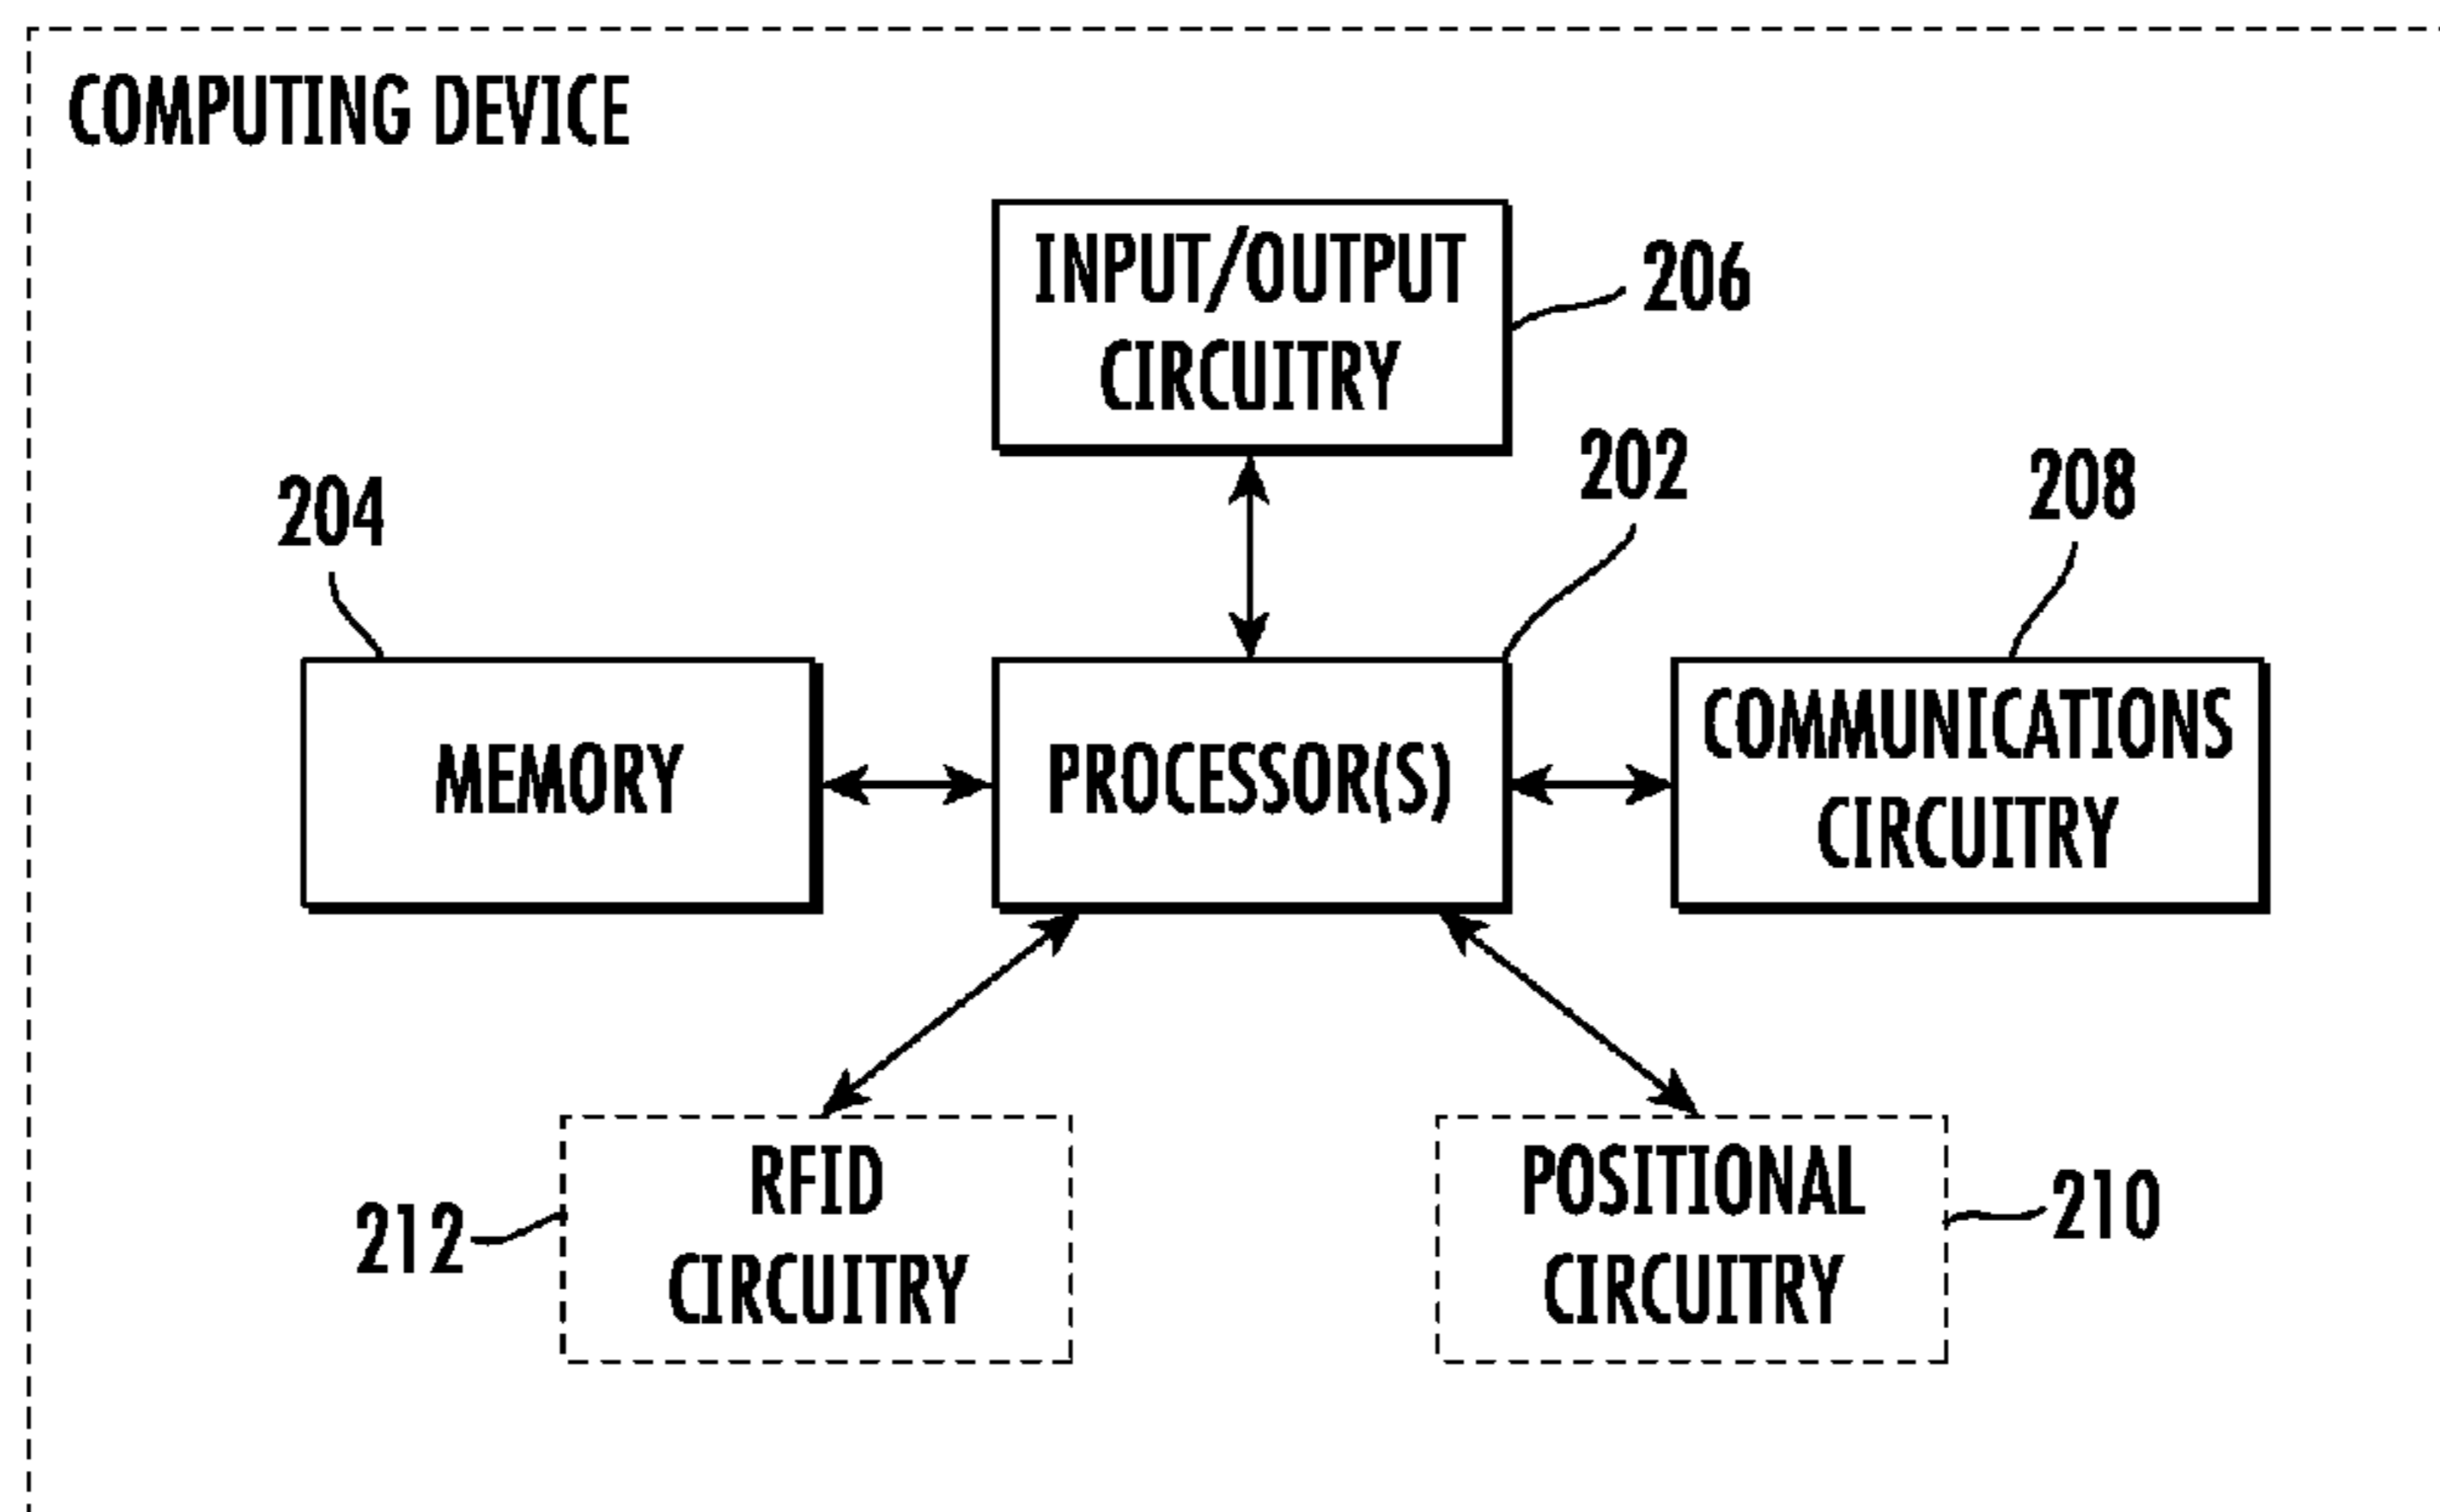 COMPUTING DEVICE
INPUT/OUTPUT
CIRCUITRY
206
202
208
204
MEMORY
PROCESSOR(S)
COMMUNICATIONS
CIRCUITRY
RFID
CIRCUITRY
212
POSITIONAL
CIRCUITRY
210